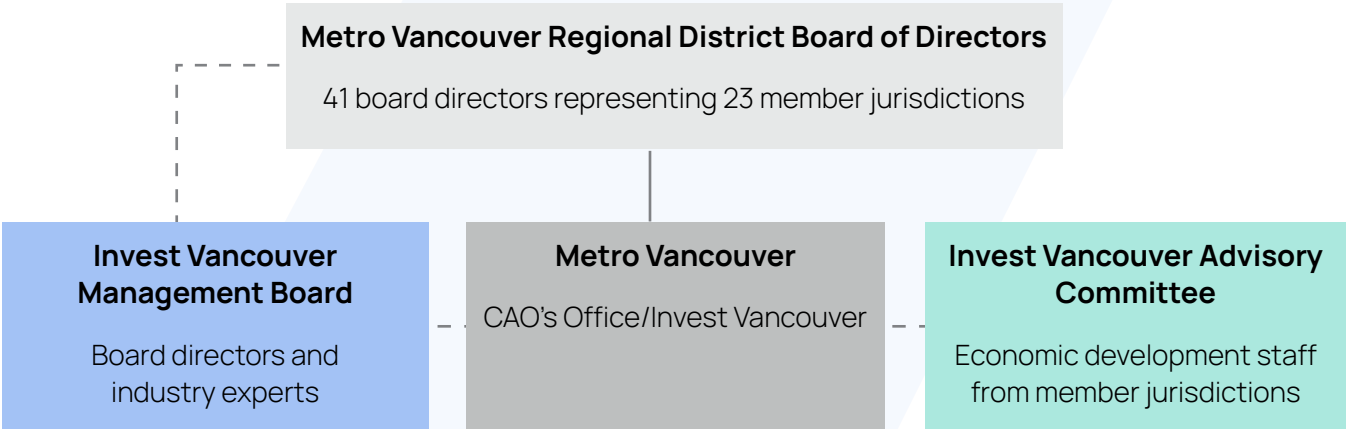 Metro Vancouver Regional District Board of Directors
41 board directors representing 23 member jurisdictions
Invest Vancouver
Management Board
Board directors and
industry experts
Metro Vancouver
CAO's Office/Invest Vancouver
Invest Vancouver Advisory
Committee
Economic development staff
from member jurisdictions